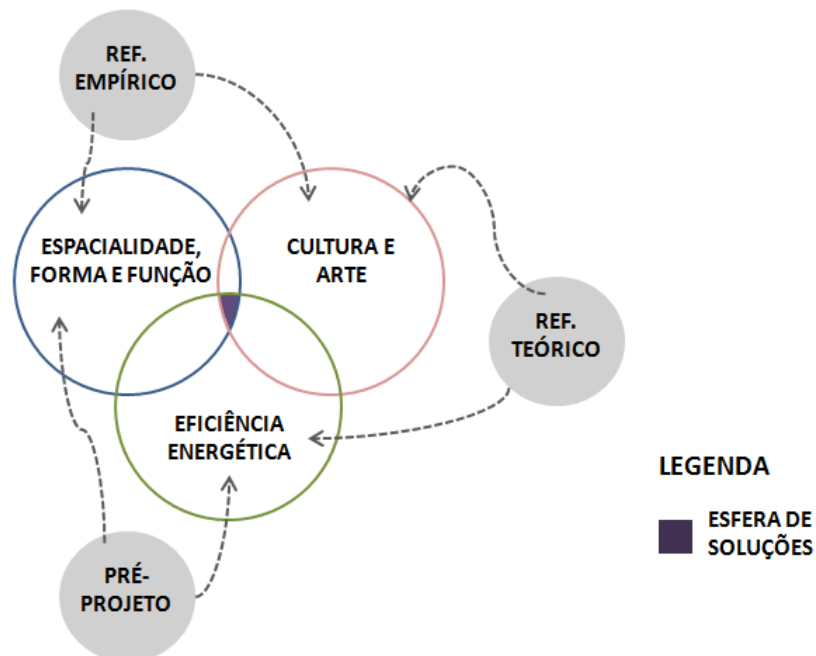 REF.
EMPÍRICO
ESPACIALIDADE,
FORMA E FUNÇÃO
CULTURA E
ARTE
REF.
TEÓRICO
EFICIÊNCIA
ENERGÉTICA
LEGENDA
ESFERA DE
SOLUÇÕES
PRÉ-
PROJETO